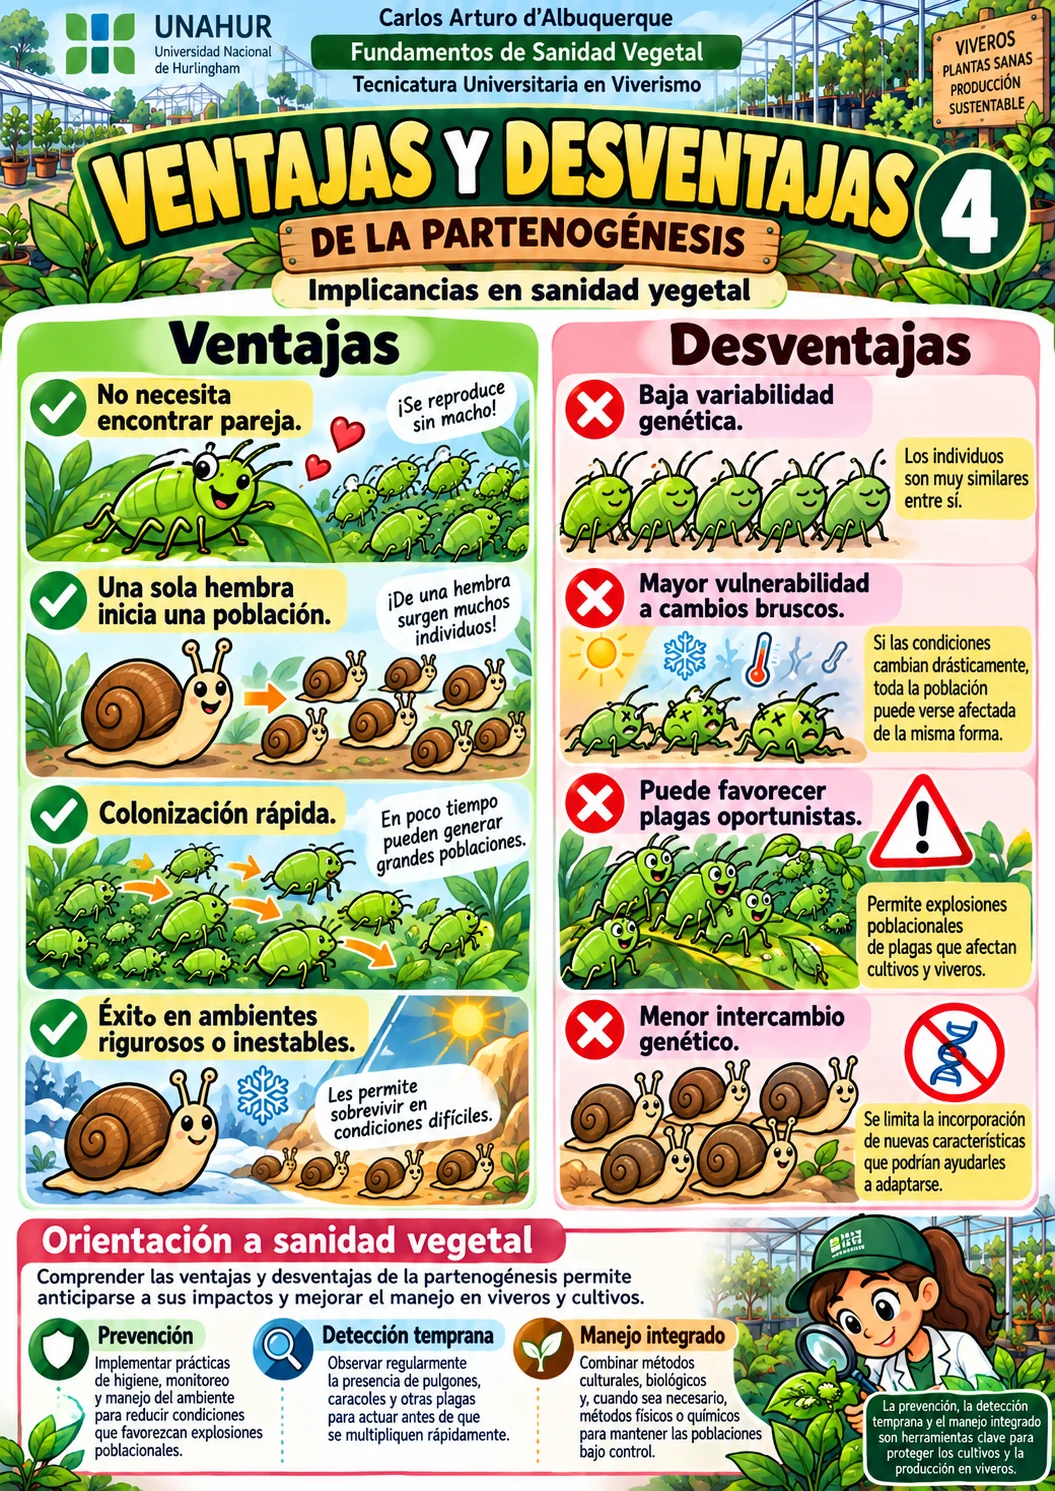 UNAHUR
Universidad Nacional
de Hurlingham
Carlos Arturo d’Albuquerque
Fundamentos de Sanidad Vegetal
Tecnicatura Universitaria en Viverismo
VIVEROS
PLANTAS SANAS
PRODUCCIÓN
SUSTENTABLE
VENTAJAS Y DESVENTAJAS
4
DE LA PARTENOGÉNESIS
Implicancias en sanidad yegetal
Ventajas
No necesita
encontrar pareja.
¡Se reproduce
sin macho!
Una sola hembra
inicia una población.
¡De una hembra
surgen muchos
individuos!
Colonización rápida.
En poco tiempo
pueden generar
grandes poblaciones.
Éxito en ambientes
rigurosos o inestables.
Les permite
sobrevivir en
condiciones difíciles.
Desventajas
Baja variabilidad
genética.
Los individuos
son muy similares
entre sí.
Mayor vulnerabilidad
a cambios bruscos.
Si las condiciones
cambian drásticamente,
toda la población
puede verse afectada
de la misma forma.
Puede favorecer
plagas oportunistas.
Permite explosiones
poblacionales
de plagas que afectan
cultivos y viveros.
Menor intercambio
genético.
Se limita la incorporación
de nuevas características
que podrían ayudarles
a adaptarse.
Orientación a sanidad vegetal
Comprender las ventajas y desventajas de la partenogénesis permite
anticiparse a sus impactos y mejorar el manejo en viveros y cultivos.
Prevención
Implementar prácticas
de higiene, monitoreo
y manejo del ambiente
para reducir condiciones
que favorezcan explosiones
poblacionales.
Detección temprana
Observar regularmente
la presencia de pulgones,
caracoles y otras plagas
para actuar antes de que
se multipliquen rápidamente.
Manejo integrado
Combinar métodos
culturales, biológicos
y, cuando sea necesario,
métodos físicos o químicos
para mantener las poblaciones
bajo control.
La prevención, la detección
temprana y el manejo integrado
son herramientas clave para
proteger los cultivos y la
producción en viveros.